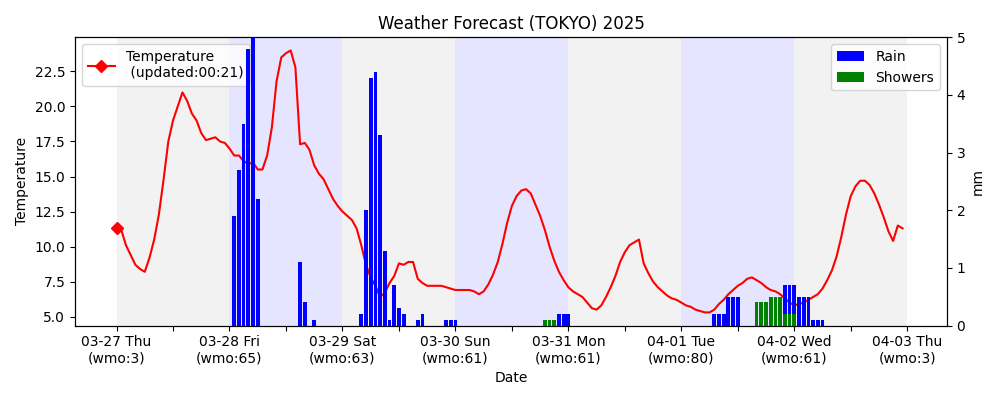 Weather Forecast (TOKYO) 2025
Temperature
(updated:00:21)
Rain
Showers
22.5
20.0
17.5
15.0
12.5
10.0
7.5
5.0
Temperature
5
4
3
2
1
0
mm
03-27 Thu
(wmo:3)
03-28 Fri
(wmo:65)
03-29 Sat
(wmo:63)
03-30 Sun
(wmo:61)
03-31 Mon
(wmo:61)
04-01 Tue
(wmo:80)
04-02 Wed
(wmo:61)
04-03 Thu
(wmo:3)
Date